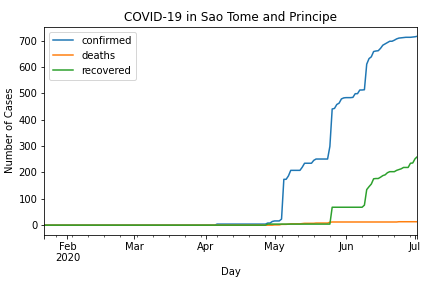 COVID-19 in Sao Tome and Principe
confirmed
deaths
recovered
Number of Cases
700
600
500
400
300
200
100
0
Feb
2020
Mar
Apr
May
Jun
Jul
Day